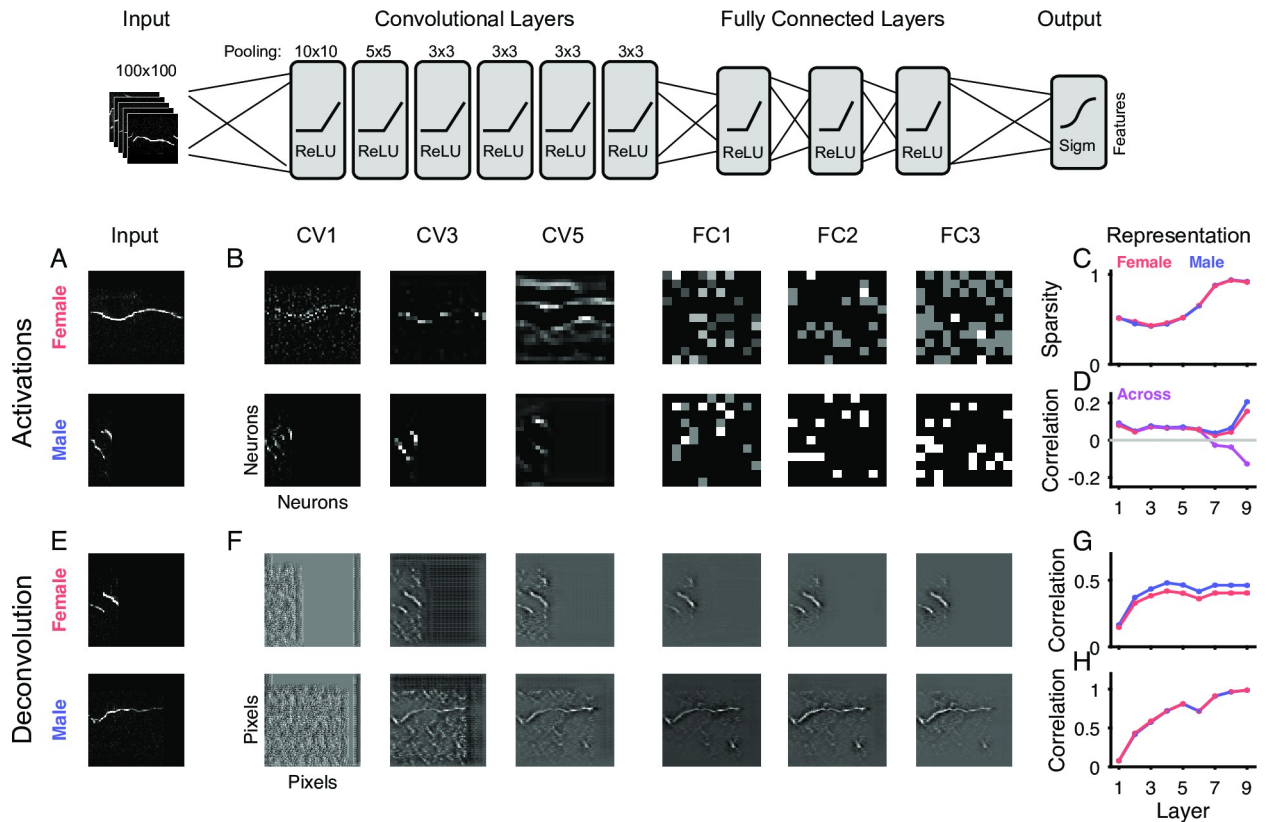 Input Convolutional Layers Fully Connected Layers Output
Pooling: 10x10 5x5 3x3 3x3 3x3 3x3
100x100
ReLU ReLU ReLU ReLU ReLU ReLU ReLU ReLU ReLU Sigm
Features
Input CV1 CV3 CV5 FC1 FC2 FC3 Representation
A B C
Female Male
Activations
Female
Male
Neurons
Neurons
Sparsity
1
0
D
Across
Correlation
0.2
0
-0.2
1 3 5 7 9
E F G
Deconvolution
Female
Male
Pixels
Pixels
Correlation
0.5
0
H
Correlation
1
0.5
0
1 3 5 7 9
Layer